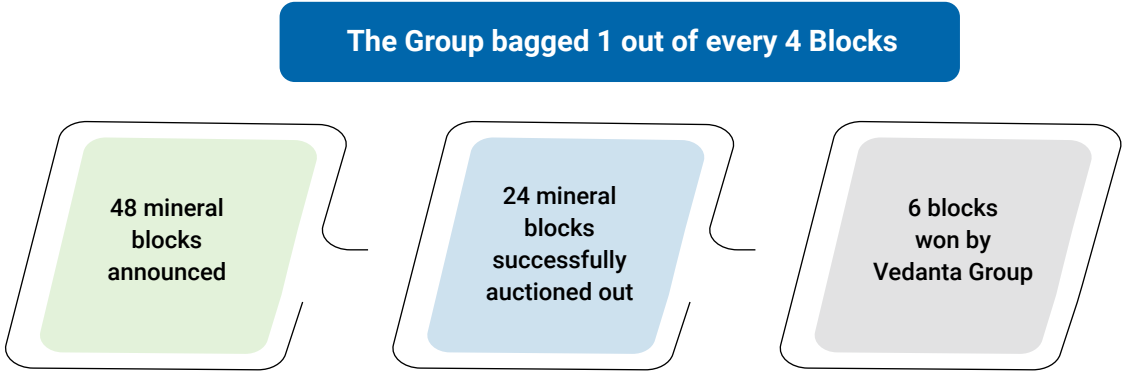 The Group bagged 1 out of every 4 Blocks
48 mineral
blocks
announced
24 mineral
blocks
successfully
auctioned out
6 blocks
won by
Vedanta Group